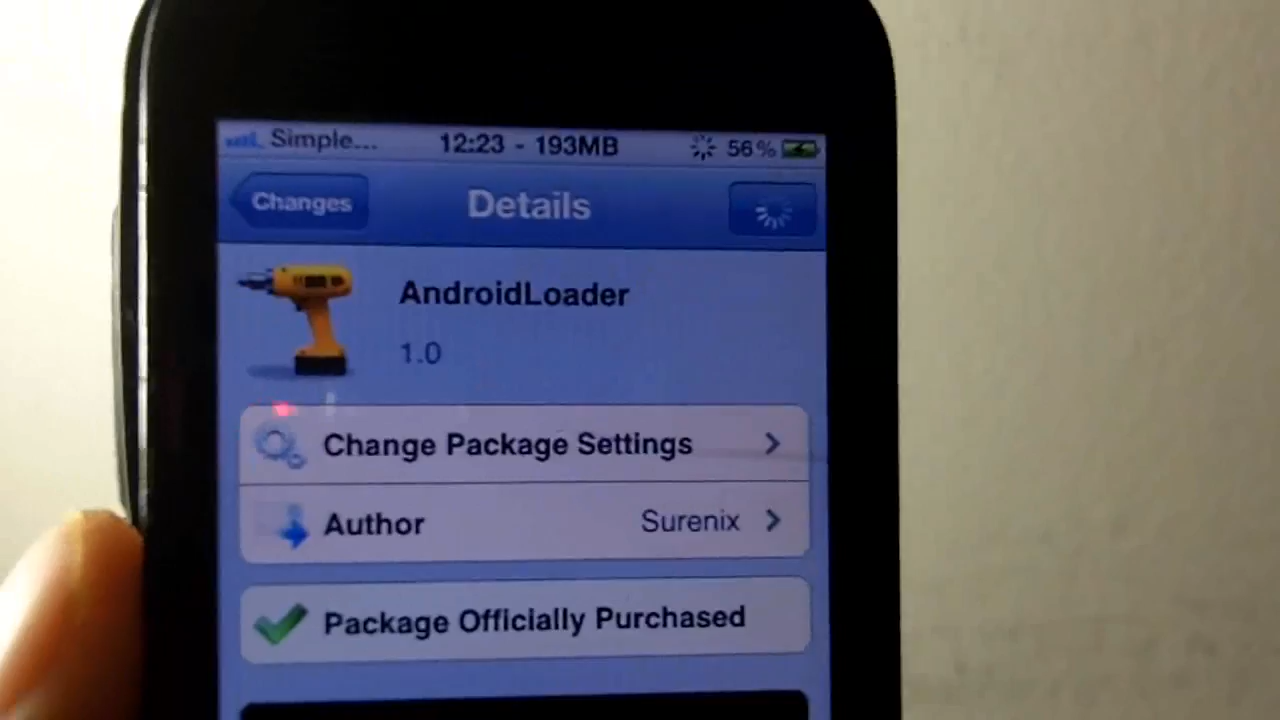 Simple... 12:23 - 193MB 56%
Changes Details
AndroidLoader
1.0
Change Package Settings
Author Surenix
Package Officially Purchased